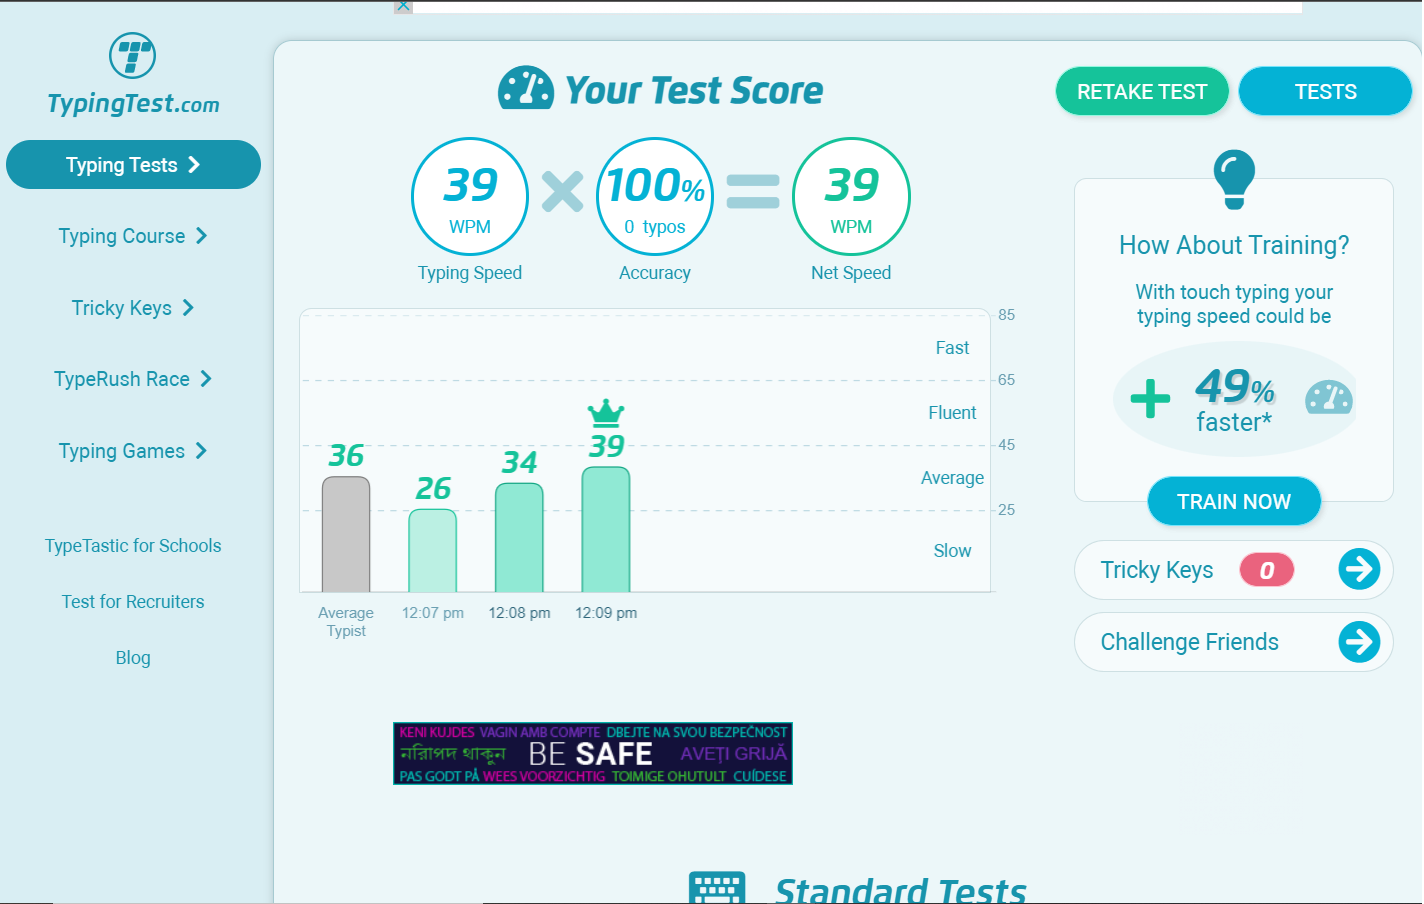 TypingTest.com
Typing Tests
Typing Course
Tricky Keys
TypeRush Race
Typing Games
TypeTastic for Schools
Test for Recruiters
Blog
Your Test Score
RETAKE TEST
TESTS
39
WPM
Typing Speed
100%
0 typos
Accuracy
39
WPM
Net Speed
85
Fast
65
Fluent
45
Average
25
Slow
36
26
34
39
Average
Typist
12:07 pm
12:08 pm
12:09 pm
How About Training?
With touch typing your
typing speed could be
49%
faster*
TRAIN NOW
Tricky Keys 0
Challenge Friends
KENI KUJDES VAGIN AMB COMPTE DBEJTE NA SVOU BEZPEČNOST
নিরাপদ থাকুন BE SAFE AVEȚI GRIJĂ
PAS GODT PÅ WEES VOORZICHTIG TOIMIGE OHUTULT CUÍDESE
Standard Tests